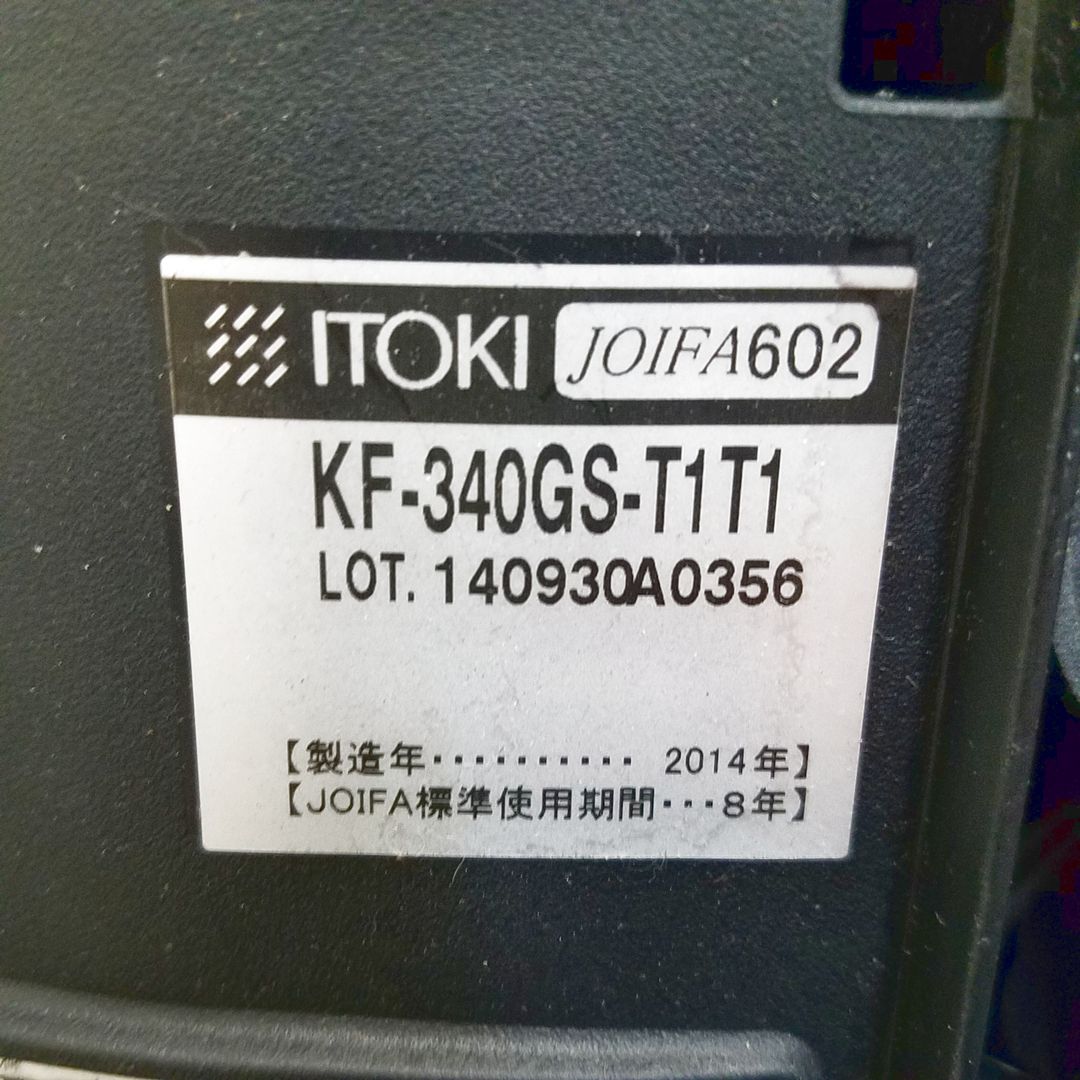 ITOKI JOIFA602
KF-340GS-T1T1
LOT. 140930A0356
【製造年・・・・・・・・・・ 2014年】
【JOIFA標準使用期間・・・8年】